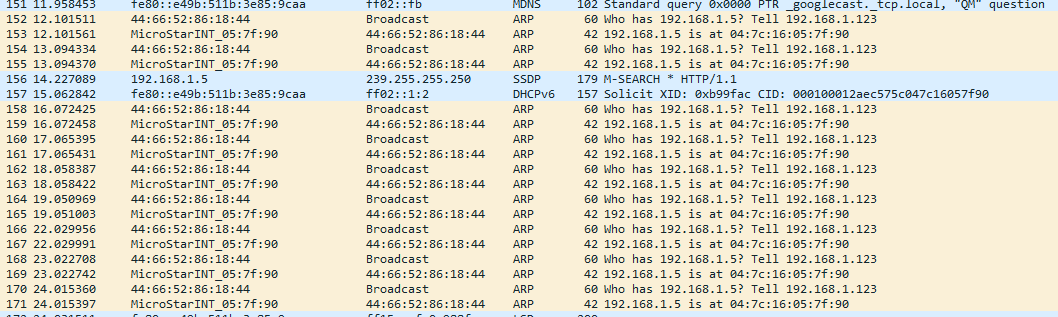 151 11.958453 fe80::e49b:511b:3e85:9caa ff02::fb MDNS 102 Standard query 0x0000 PTR _googlecast._tcp.local, "QM" question
152 12.101511 44:66:52:86:18:44 Broadcast ARP 60 Who has 192.168.1.5? Tell 192.168.1.123
153 12.101561 MicroStarINT_05:7f:90 44:66:52:86:18:44 ARP 42 192.168.1.5 is at 04:7c:16:05:7f:90
154 13.094334 44:66:52:86:18:44 Broadcast ARP 60 Who has 192.168.1.5? Tell 192.168.1.123
155 13.094370 MicroStarINT_05:7f:90 44:66:52:86:18:44 ARP 42 192.168.1.5 is at 04:7c:16:05:7f:90
156 14.227089 192.168.1.5 239.255.255.250 SSDP 179 M-SEARCH * HTTP/1.1
157 15.062842 fe80::e49b:511b:3e85:9caa ff02::1:2 DHCPv6 157 Solicit XID: 0xb99fac CID: 000100012aec575c047c16057f90
158 16.072425 44:66:52:86:18:44 Broadcast ARP 60 Who has 192.168.1.5? Tell 192.168.1.123
159 16.072458 MicroStarINT_05:7f:90 44:66:52:86:18:44 ARP 42 192.168.1.5 is at 04:7c:16:05:7f:90
160 17.065395 44:66:52:86:18:44 Broadcast ARP 60 Who has 192.168.1.5? Tell 192.168.1.123
161 17.065431 MicroStarINT_05:7f:90 44:66:52:86:18:44 ARP 42 192.168.1.5 is at 04:7c:16:05:7f:90
162 18.058387 44:66:52:86:18:44 Broadcast ARP 60 Who has 192.168.1.5? Tell 192.168.1.123
163 18.058422 MicroStarINT_05:7f:90 44:66:52:86:18:44 ARP 42 192.168.1.5 is at 04:7c:16:05:7f:90
164 19.050969 44:66:52:86:18:44 Broadcast ARP 60 Who has 192.168.1.5? Tell 192.168.1.123
165 19.051003 MicroStarINT_05:7f:90 44:66:52:86:18:44 ARP 42 192.168.1.5 is at 04:7c:16:05:7f:90
166 22.029956 44:66:52:86:18:44 Broadcast ARP 60 Who has 192.168.1.5? Tell 192.168.1.123
167 22.029991 MicroStarINT_05:7f:90 44:66:52:86:18:44 ARP 42 192.168.1.5 is at 04:7c:16:05:7f:90
168 23.022708 44:66:52:86:18:44 Broadcast ARP 60 Who has 192.168.1.5? Tell 192.168.1.123
169 23.022742 MicroStarINT_05:7f:90 44:66:52:86:18:44 ARP 42 192.168.1.5 is at 04:7c:16:05:7f:90
170 24.015360 44:66:52:86:18:44 Broadcast ARP 60 Who has 192.168.1.5? Tell 192.168.1.123
171 24.015397 MicroStarINT_05:7f:90 44:66:52:86:18:44 ARP 42 192.168.1.5 is at 04:7c:16:05:7f:90